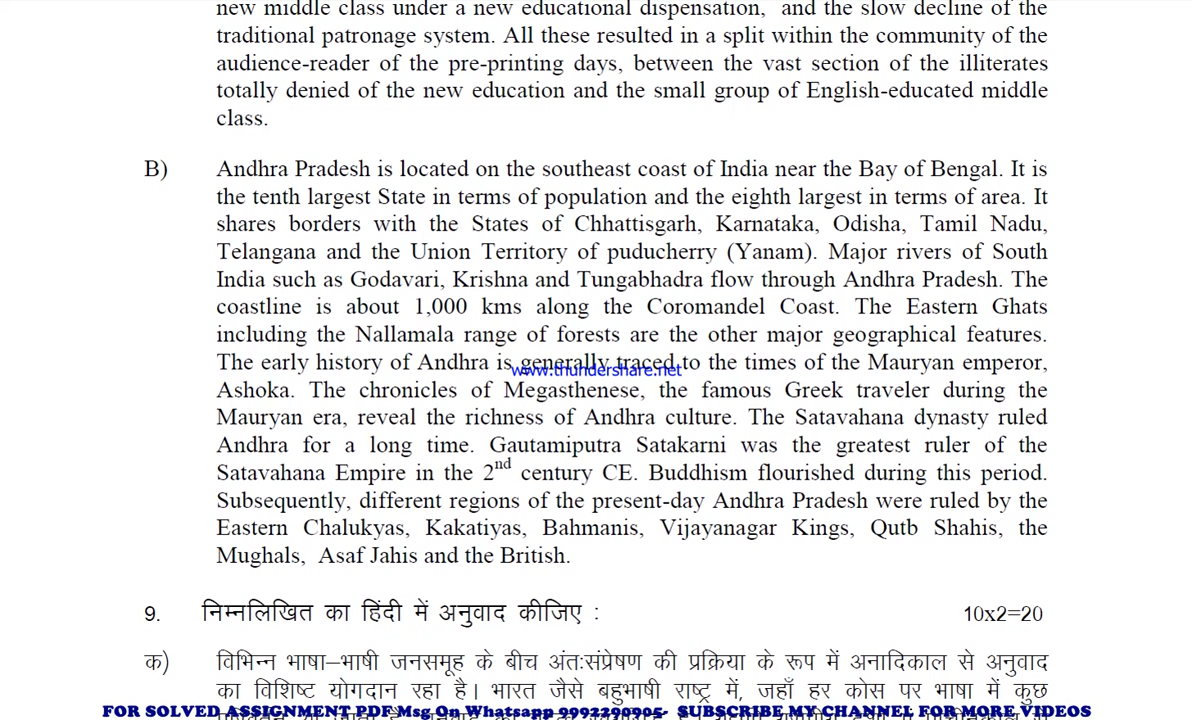 new middle class under a new educational dispensation, and the slow decline of the
traditional patronage system. All these resulted in a split within the community of the
audience-reader of the pre-printing days, between the vast section of the illiterates
totally denied of the new education and the small group of English-educated middle
class.
B) Andhra Pradesh is located on the southeast coast of India near the Bay of Bengal. It is
the tenth largest State in terms of population and the eighth largest in terms of area. It
shares borders with the States of Chhattisgarh, Karnataka, Odisha, Tamil Nadu,
Telangana and the Union Territory of puducherry (Yanam). Major rivers of South
India such as Godavari, Krishna and Tungabhadra flow through Andhra Pradesh. The
coastline is about 1,000 kms along the Coromandel Coast. The Eastern Ghats
including the Nallamala range of forests are the other major geographical features.
The early history of Andhra is generally traced to the times of the Mauryan emperor,
www.thundershare.net
Ashoka. The chronicles of Megasthenese, the famous Greek traveler during the
Mauryan era, reveal the richness of Andhra culture. The Satavahana dynasty ruled
Andhra for a long time. Gautamiputra Satakarni was the greatest ruler of the
Satavahana Empire in the 2nd century CE. Buddhism flourished during this period.
Subsequently, different regions of the present-day Andhra Pradesh were ruled by the
Eastern Chalukyas, Kakatiyas, Bahmanis, Vijayanagar Kings, Qutb Shahis, the
Mughals, Asaf Jahis and the British.
9. निम्नलिखित का हिंदी में अनुवाद कीजिए : 10x2=20
क) विभिन्न भाषा–भाषी जनसमूह के बीच अंतःसंप्रेषण की प्रक्रिया के रूप में अनादिकाल से अनुवाद
का विशिष्ट योगदान रहा है। भारत जैसे बहुभाषी राष्ट्र में, जहाँ हर कोस पर भाषा में कुछ
FOR SOLVED ASSIGNMENT PDF Msg On Whatsapp 9992290905- SUBSCRIBE MY CHANNEL FOR MORE VIDEOS